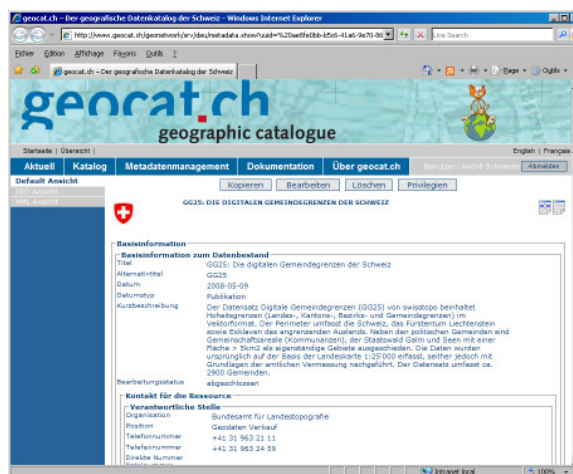 geocat.ch - Der geografische Datenkatalog der Schweiz - Windows Internet Explorer
Live Search
Fichier Edition Affichage Favoris Outils ?
geocat.ch - Der geografische Datenkatalog der Schweiz
Page Outils
geocat.ch
geographic catalogue
Startseite | Übersicht |
English | Français
Aktuell Katalog Metadatenmanagement Dokumentation Über geocat.ch Benutzer: André Schneider Abmelden
Default Ansicht
ISO Ansicht
XML Ansicht
Kopieren Bearbeiten Löschen Privilegien
GG25: DIE DIGITALEN GEMEINDEGRENZEN DER SCHWEIZ
Basisinformation
Basisinformation zum Datenbestand
Titel GG25: Die digitalen Gemeindegrenzen der Schweiz
Alternativtitel GG25
Datum 2008-05-09
Datumstyp Publikation
Kurzbeschreibung Der Datensatz Digitale Gemeindegrenzen (GG25) von swisstopo beinhaltet
Hoheitsgrenzen (Landes-, Kantons-, Bezirks- und Gemeindegrenzen) im
Vektorformat. Der Perimeter umfasst die Schweiz, das Fürstentum Liechtenstein
sowie Exklaven des angrenzenden Auslands. Neben den politischen Gemeinden sind
Gemeinschaftsareale (Kommunanzen), der Staatswald Galm und Seen mit einer
Fläche > 5km2 als eigenständige Gebiete ausgeschieden. Die Daten wurden
ursprünglich auf der Basis der Landeskarte 1:25'000 erfasst, seither jedoch mit
Grundlagen der amtlichen Vermessung nachgeführt. Der Datensatz umfasst ca.
2900 Gemeinden.
Bearbeitungsstatus abgeschlossen
Kontakt für die Ressource
Verantwortliche Stelle
Organisation Bundesamt für Landestopografie
Position Geodaten Verkauf
Telefonnummer +41 31 963 21 11
Telefaxnummer +41 31 963 24 59
Direkte Nummer
Intranet local 100%